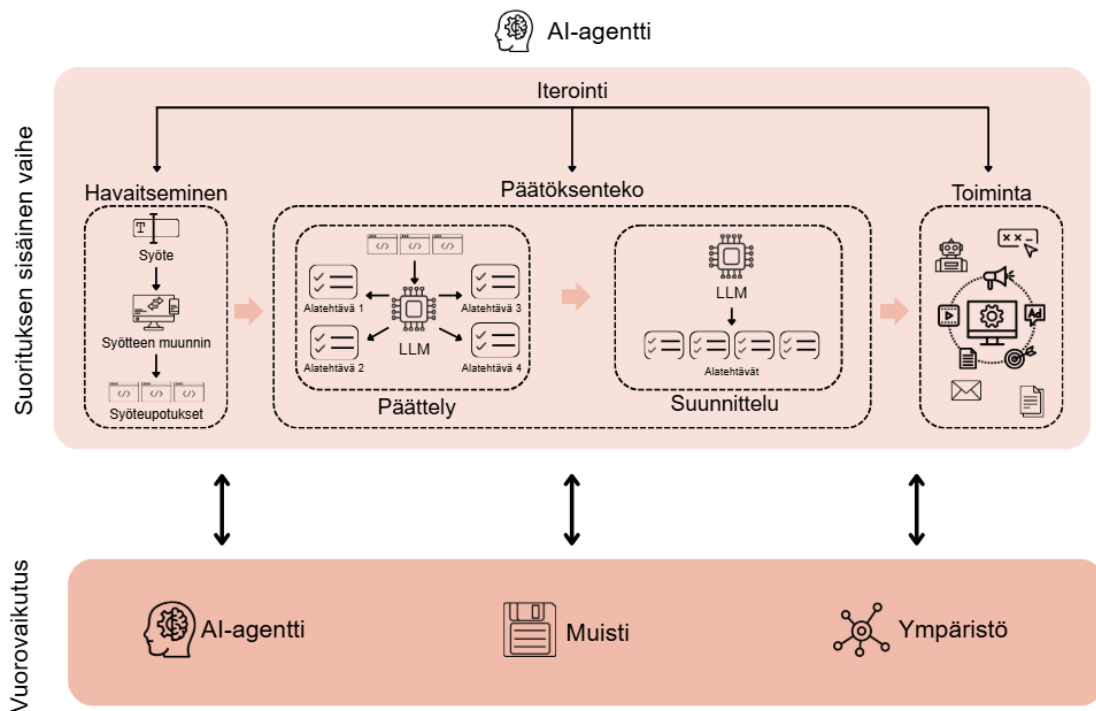 AI-agentti
Suorituksen sisäinen vaihe
Iterointi
Havaitseminen
T
Syöte
Syötteen muunnin
</> </> </>
Syöteupotukset
Päätöksenteko
</> </> </>
Alatehtävä 1
Alatehtävä 3
LLM
Alatehtävä 2
Alatehtävä 4
Päättely
LLM
Alatehtävät
Suunnittelu
Toiminta
××_
Ad
Vuorovaikutus
AI-agentti
Muisti
Ympäristö